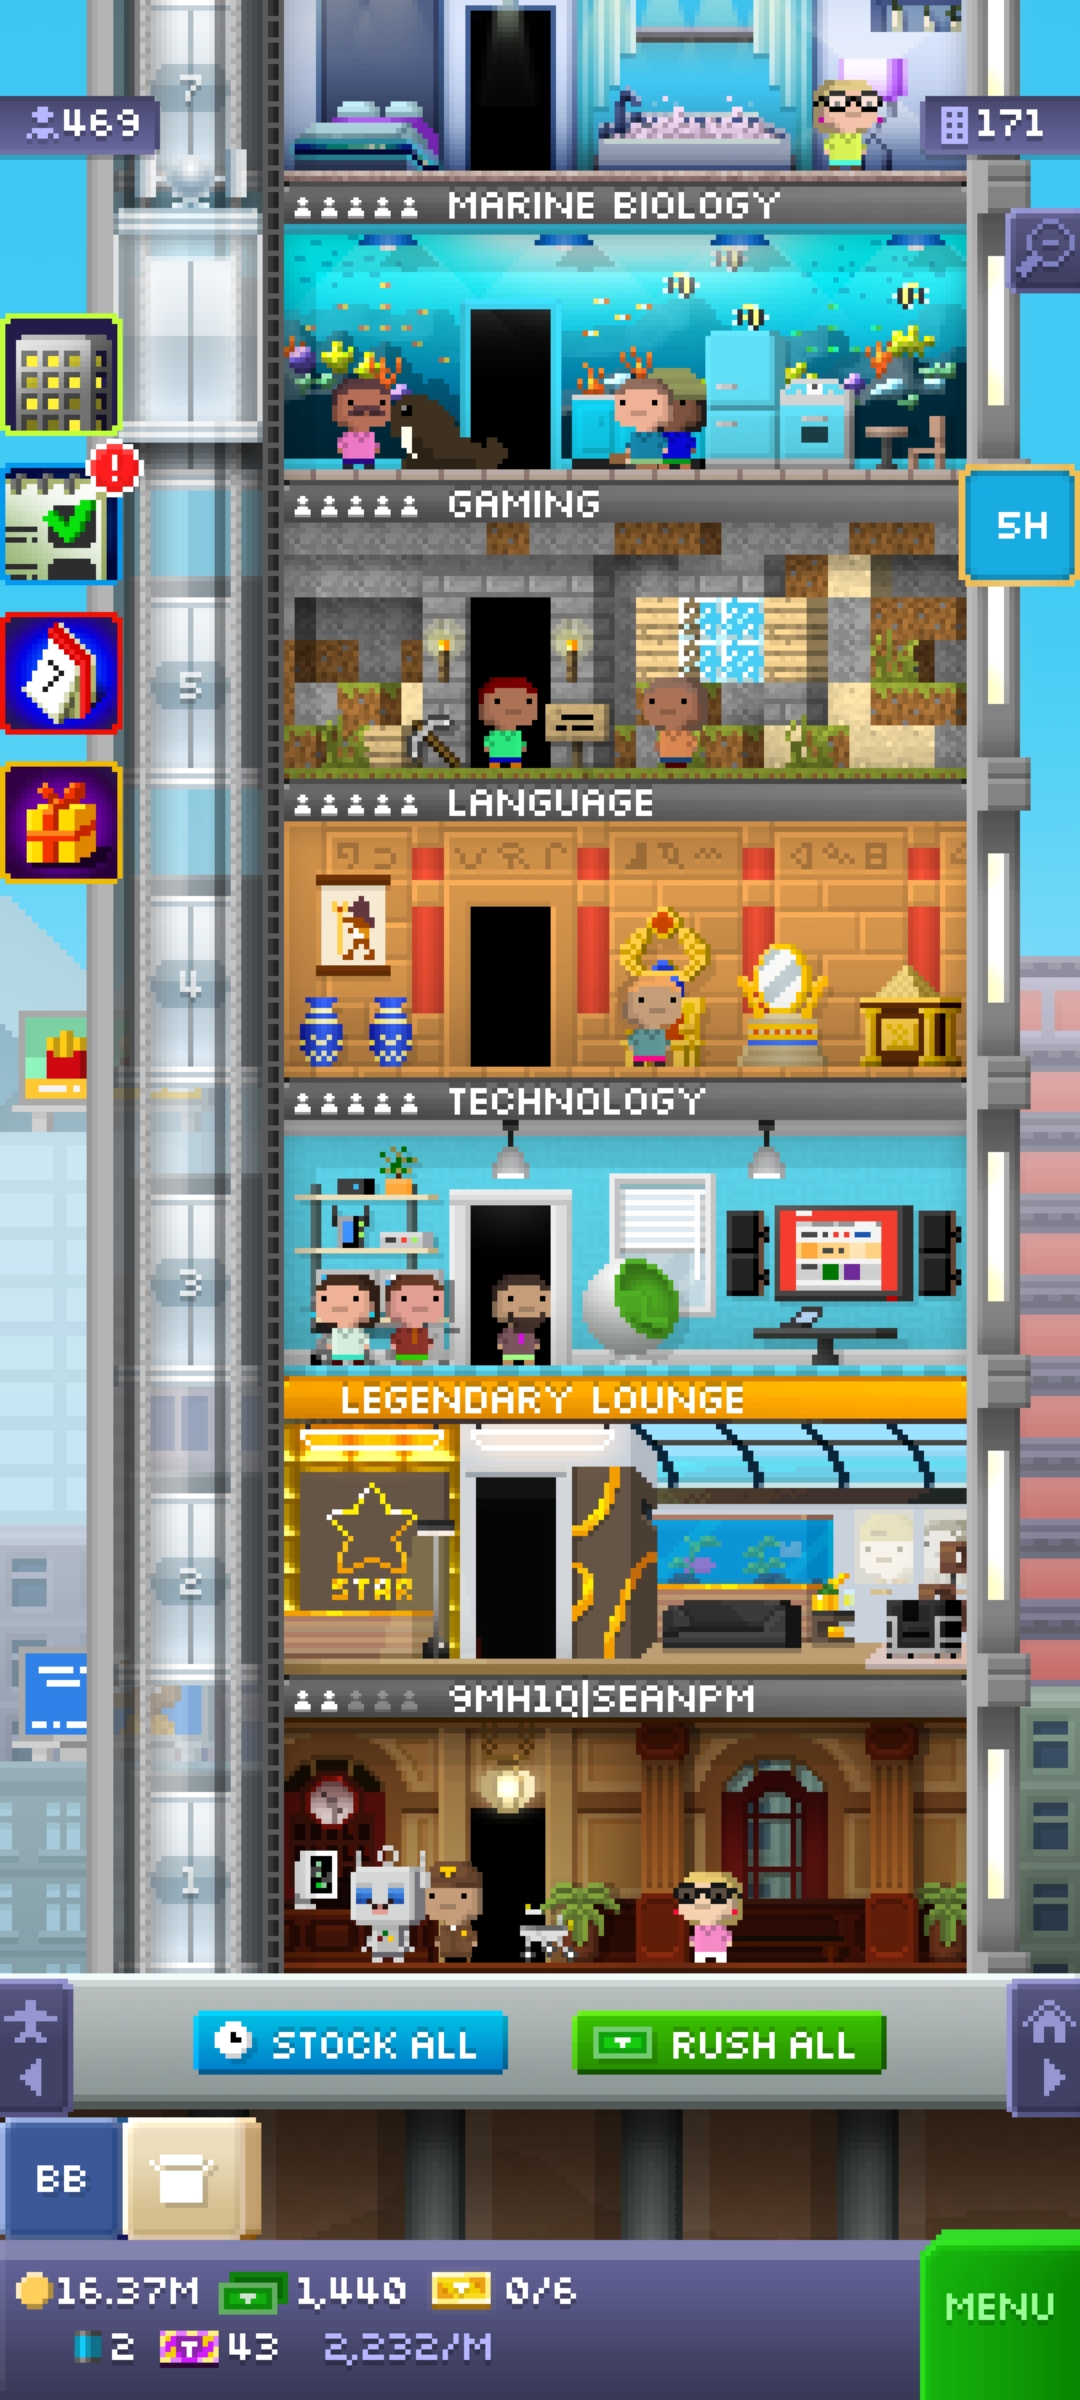 7
469
171
MARINE BIOLOGY
GAMING
5H
5
LANGUAGE
4
TECHNOLOGY
3
LEGENDARY LOUNGE
STAR
2
9MH1Q|SEANPM
1
STOCK ALL
RUSH ALL
BB
16.37M
1,440
0/6
MENU
2
43
2,232/M